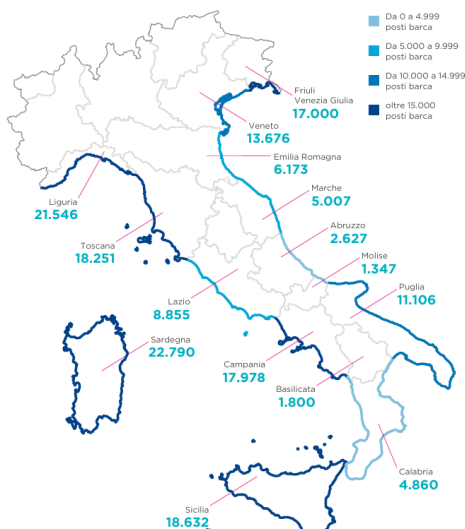 Da 0 a 4.999
posti barca
Da 5.000 a 9.999
posti barca
Da 10.000 a 14.999
posti barca
oltre 15.000
posti barca
Friuli
Venezia Giulia
17.000
Veneto
13.676
Emilia Romagna
6.173
Marche
5.007
Liguria
21.546
Abruzzo
2.627
Toscana
18.251
Molise
1.347
Puglia
11.106
Lazio
8.855
Sardegna
22.790
Campania
17.978
Basilicata
1.800
Calabria
4.860
Sicilia
18.632